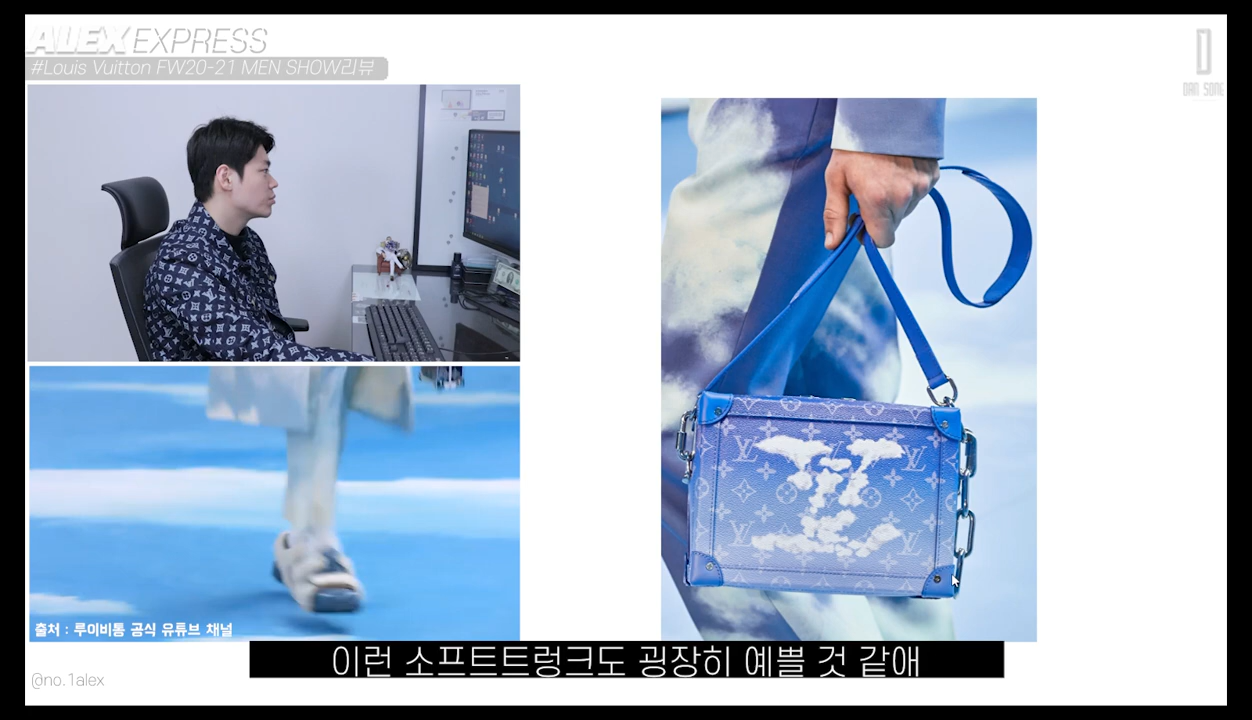 ALEX EXPRESS
#Louis Vuitton FW20-21 MEN SHOW리뷰
DAN SONG
출처 : 루이비통 공식 유튜브 채널
이런 소프트트렁크도 굉장히 예쁠 것 같애
@no.1alex